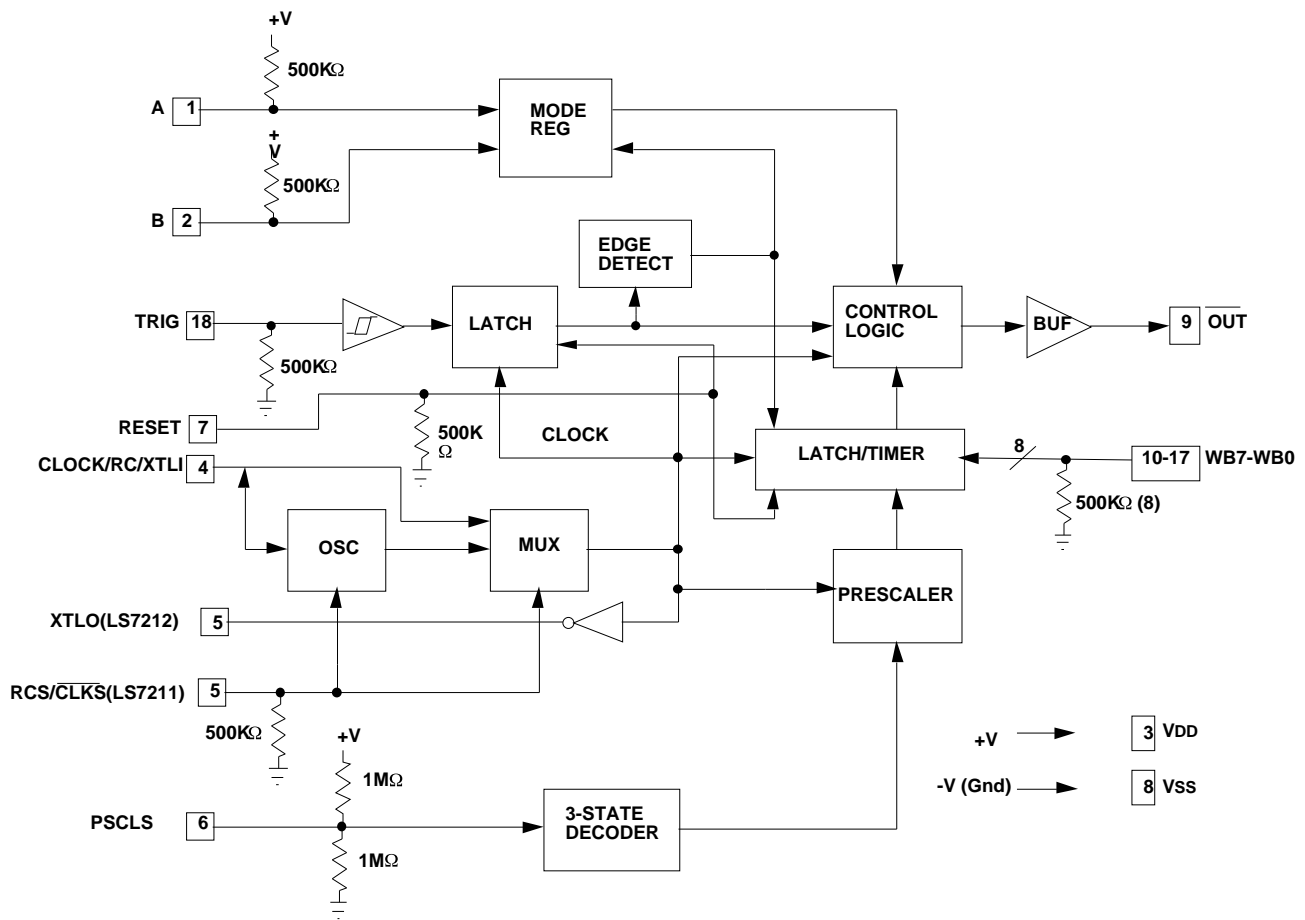 +V
500KΩ
A 1
MODE
REG
+
V
500KΩ
B 2
EDGE
DETECT
TRIG 18
LATCH
CONTROL
LOGIC
BUF
9 OUT
500KΩ
RESET 7
500K
Ω
CLOCK
LATCH/TIMER
8
10-17 WB7-WB0
CLOCK/RC/XTLI 4
500KΩ (8)
OSC
MUX
PRESCALER
XTLO(LS7212) 5
RCS/CLKS(LS7211) 5
500KΩ
+V
3 VDD
+V
1MΩ
-V (Gnd)
8 VSS
PSCLS 6
3-STATE
DECODER
1MΩ